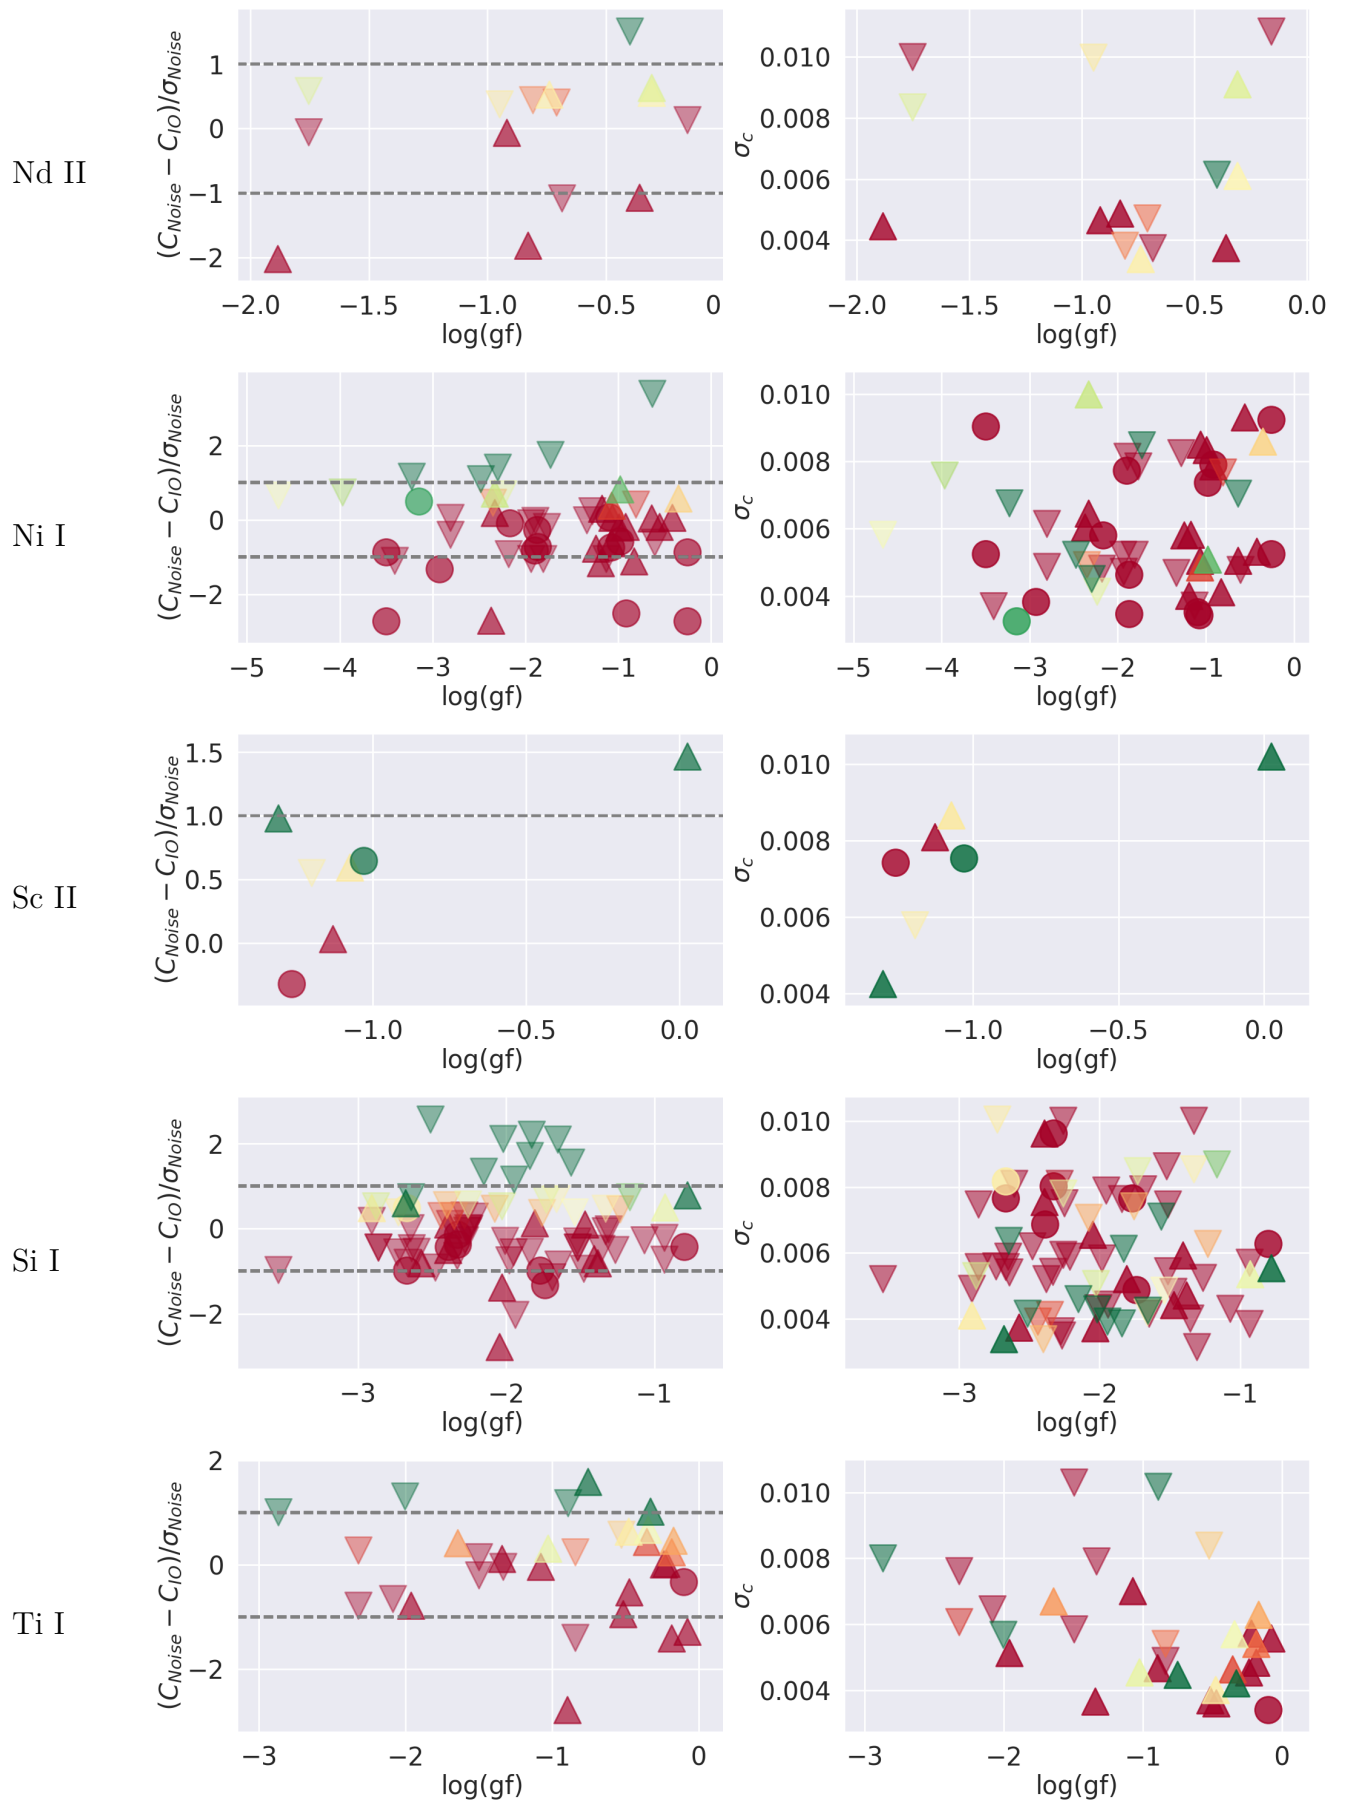 Nd II
(C_Noise − C_IO)/σ_Noise
1
0
−1
−2
−2.0 −1.5 −1.0 −0.5 0
log(gf)
σ_c
0.010
0.008
0.006
0.004
−2.0 −1.5 −1.0 −0.5 0.0
log(gf)
Ni I
(C_Noise − C_IO)/σ_Noise
2
0
−2
−5 −4 −3 −2 −1 0
log(gf)
σ_c
0.010
0.008
0.006
0.004
−5 −4 −3 −2 −1 0
log(gf)
Sc II
(C_Noise − C_IO)/σ_Noise
1.5
1.0
0.5
0.0
−1.0 −0.5 0.0
log(gf)
σ_c
0.010
0.008
0.006
0.004
−1.0 −0.5 0.0
log(gf)
Si I
(C_Noise − C_IO)/σ_Noise
2
0
−2
−3 −2 −1
log(gf)
σ_c
0.010
0.008
0.006
0.004
−3 −2 −1
log(gf)
Ti I
(C_Noise − C_IO)/σ_Noise
2
1
0
−1
−2
−3 −2 −1 0
log(gf)
σ_c
0.010
0.008
0.006
0.004
−3 −2 −1 0
log(gf)